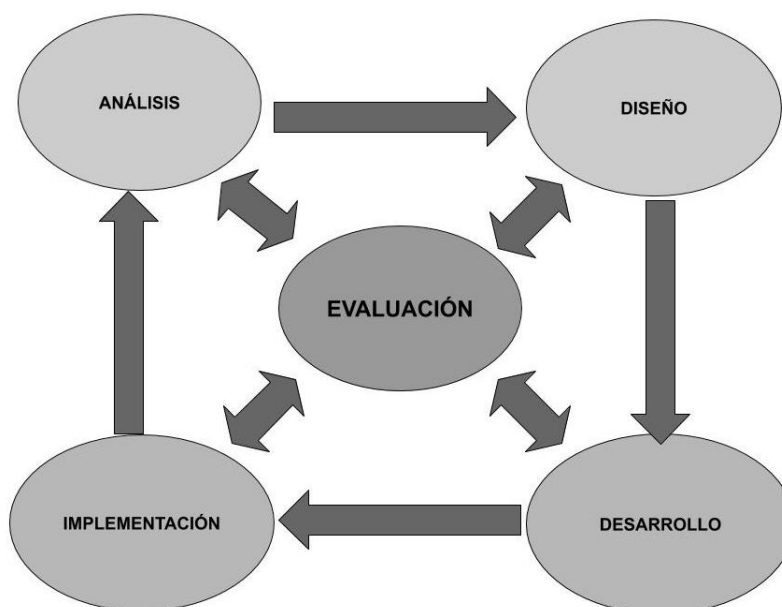 ANÁLISIS
DISEÑO
EVALUACIÓN
IMPLEMENTACIÓN
DESARROLLO